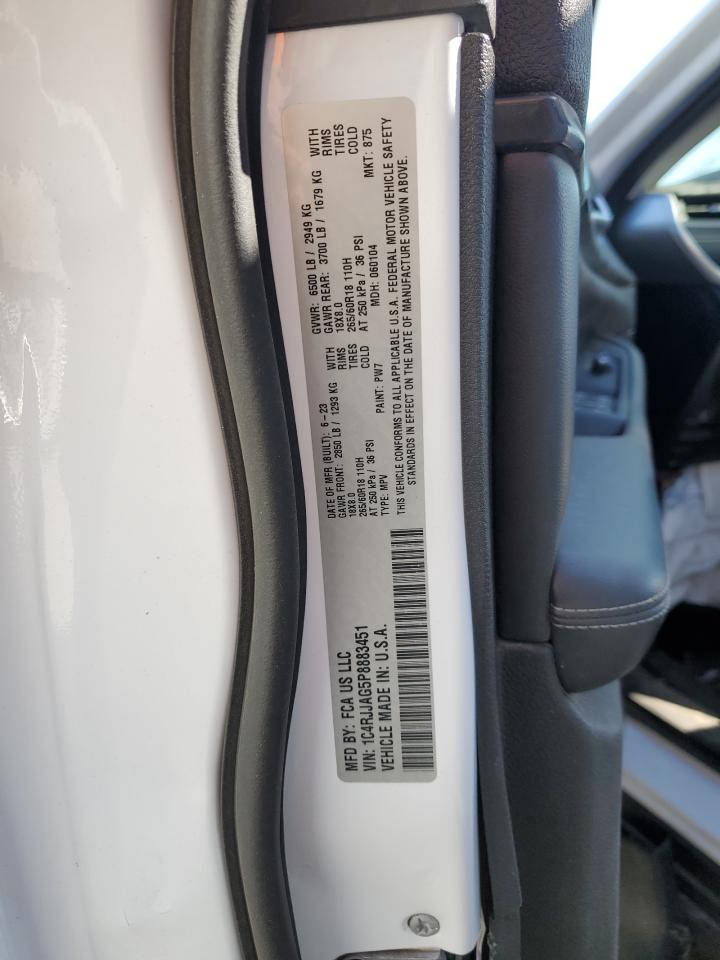 MFD BY: FCA US LLC
VIN: 1C4RJJAG5P8883451
VEHICLE MADE IN: U.S.A.
DATE OF MFR (BUILT): 6-23
GAWR FRONT: 2850 LB / 1293 KG WITH
18X8.0 RIMS
265/60R18 110H TIRES
AT 250 kPa / 36 PSI COLD
TYPE: MPV PAINT: PW7
GVWR: 6500 LB / 2949 KG
GAWR REAR: 3700 LB / 1679 KG WITH
18X8.0 RIMS
265/60R18 110H TIRES
AT 250 kPa / 36 PSI COLD
MDH: 060104 MKT: 875
THIS VEHICLE CONFORMS TO ALL APPLICABLE U.S.A. FEDERAL MOTOR VEHICLE SAFETY
STANDARDS IN EFFECT ON THE DATE OF MANUFACTURE SHOWN ABOVE.